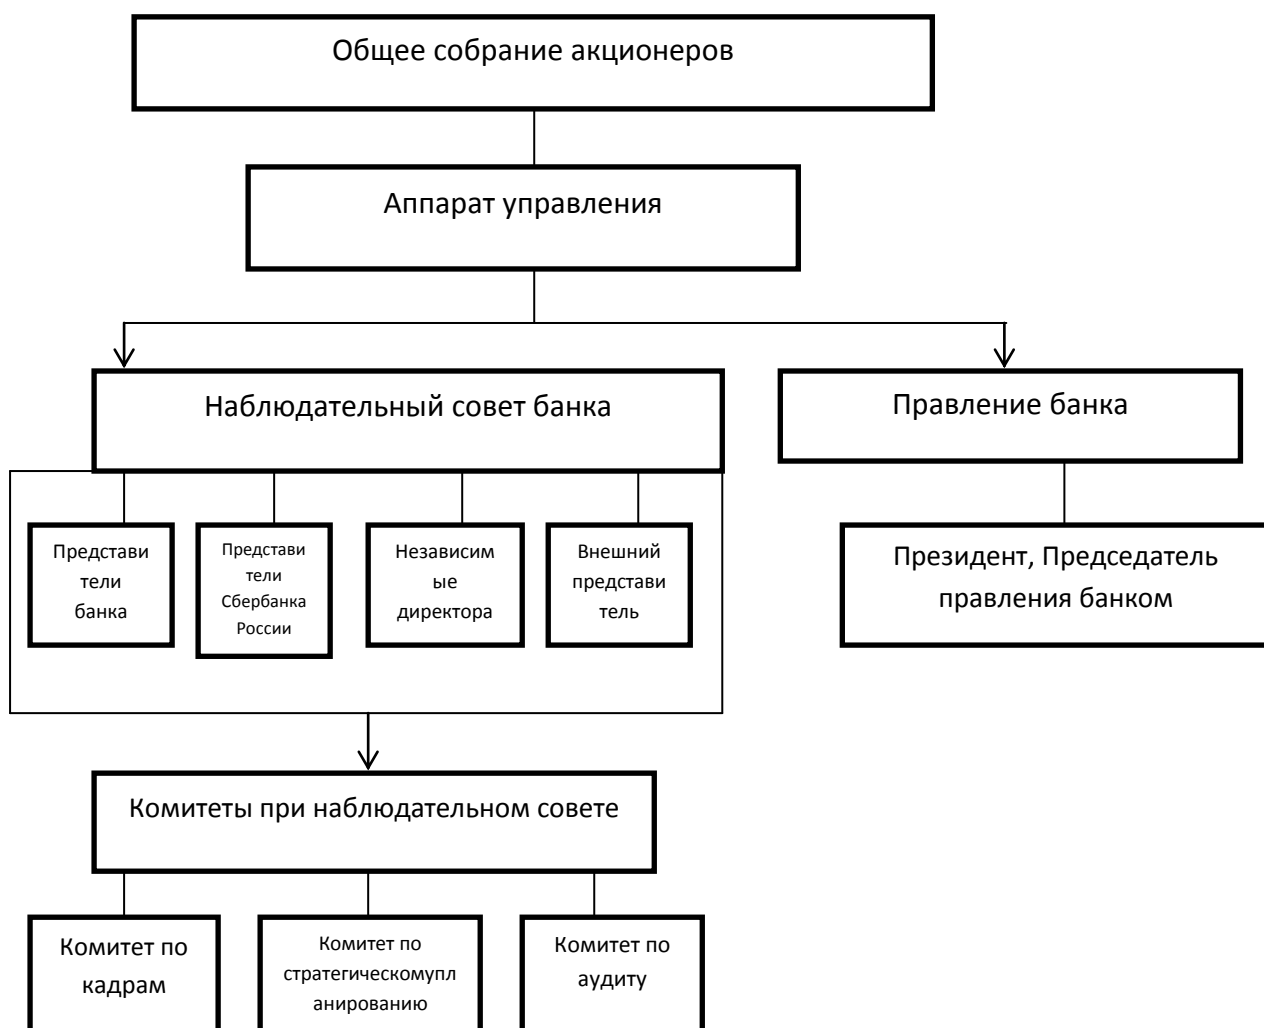 Общее собрание акционеров
Аппарат управления
Наблюдательный совет банка
Правление банка
Представи
тели
банка
Представи
тели
Сбербанка
России
Независим
ые
директора
Внешний
представи
тель
Президент, Председатель
правления банком
Комитеты при наблюдательном совете
Комитет по
кадрам
Комитет по
стратегическомупл
анированию
Комитет по
аудиту